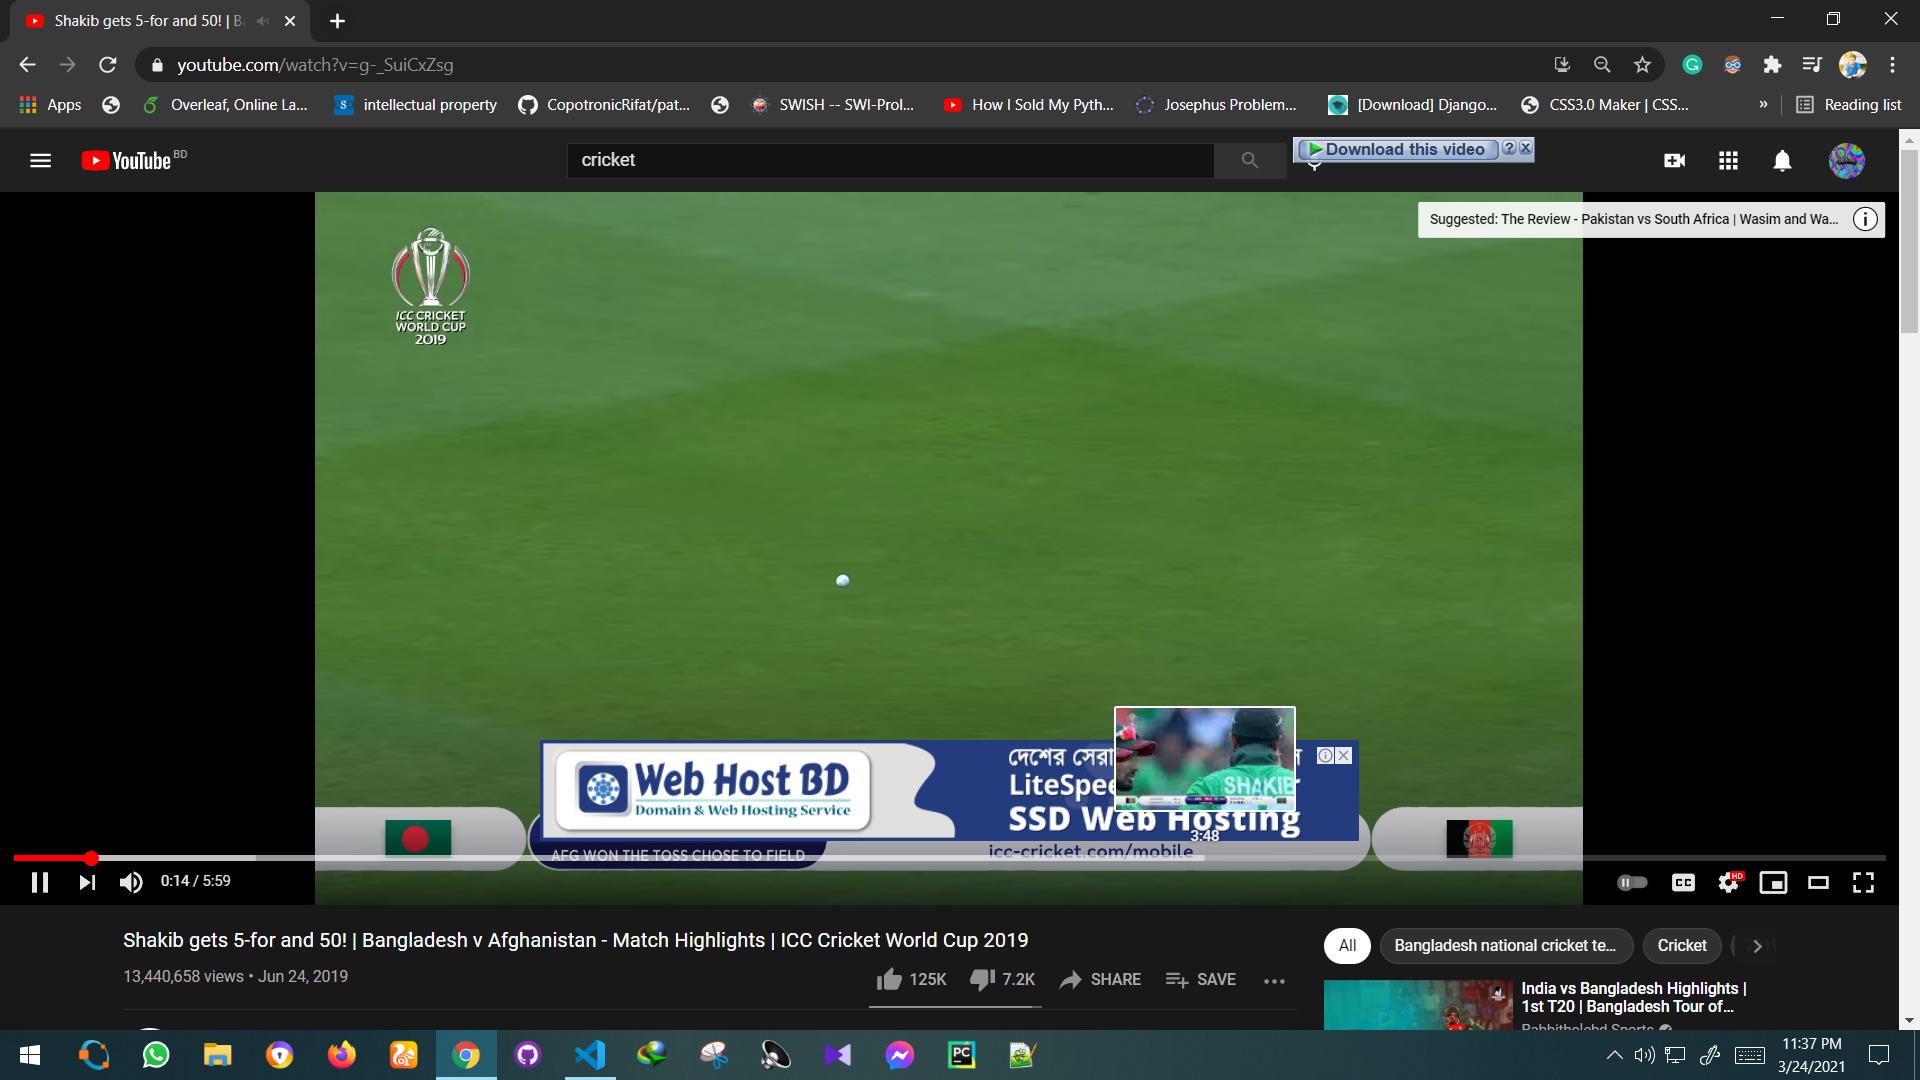 Shakib gets 5-for and 50! | B
youtube.com/watch?v=g-_SuiCxZsg
Apps
Overleaf, Online La...
intellectual property
CopotronicRifat/pat...
SWISH -- SWI-Prol...
How I Sold My Pyth...
Josephus Problem...
[Download] Django...
CSS3.0 Maker | CSS...
»
Reading list
YouTube BD
cricket
Download this video
Suggested: The Review - Pakistan vs South Africa | Wasim and Wa...
ICC CRICKET
WORLD CUP
2019
Web Host BD
Domain & Web Hosting Service
দেশের সেরা
LiteSpee
SSD Web Hosting
SHAKIB
3:48
AFG WON THE TOSS CHOSE TO FIELD
icc-cricket.com/mobile
0:14 / 5:59
CC
HD
Shakib gets 5-for and 50! | Bangladesh v Afghanistan - Match Highlights | ICC Cricket World Cup 2019
13,440,658 views • Jun 24, 2019
125K
7.2K
SHARE
SAVE
All
Bangladesh national cricket te...
Cricket
India vs Bangladesh Highlights |
1st T20 | Bangladesh Tour of...
Rabbitholebd Sports
PC
11:37 PM
3/24/2021